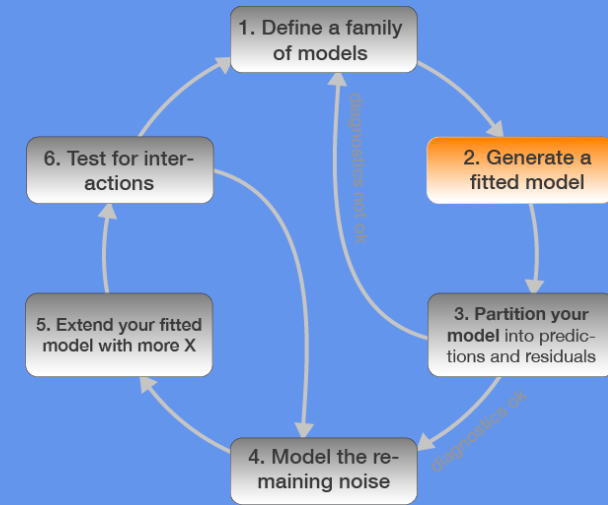 1. Define a family
of models
6. Test for inter-
actions
diagnostics not ok
2. Generate a
fitted model
5. Extend your fitted
model with more X
3. Partition your
model into predic-
tions and residuals
diagnostics ok
4. Model the re-
maining noise